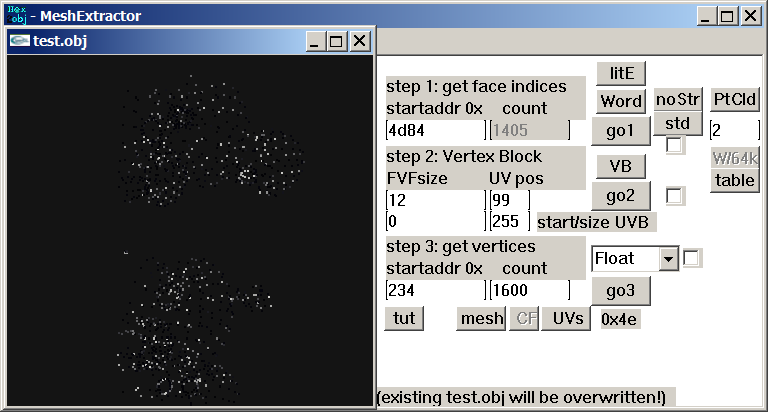 Hex
obj - MeshExtractor
test.obj
litE
step 1: get face indices
startaddr 0x count
Word
noStr
PtCld
4d84
1405
go1
std
2
step 2: Vertex Block
FVFsize UV pos
VB
W/64k
table
12
99
go2
0
255
start/size UVB
step 3: get vertices
startaddr 0x count
Float
234
1600
go3
tut
mesh
CF
UVs
0x4e
(existing test.obj will be overwritten!)